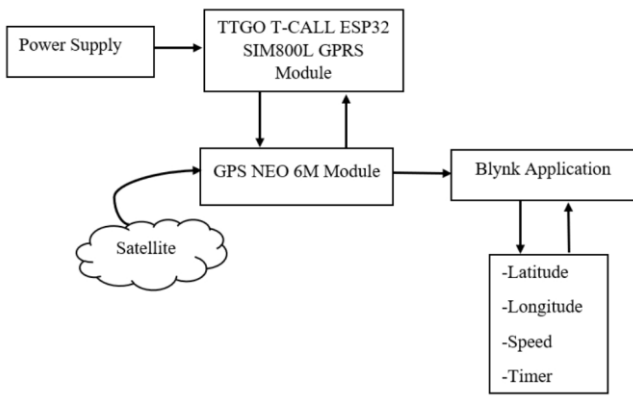 Power Supply
TTGO T-CALL ESP32
SIM800L GPRS
Module
GPS NEO 6M Module
Blynk Application
Satellite
-Latitude
-Longitude
-Speed
-Timer